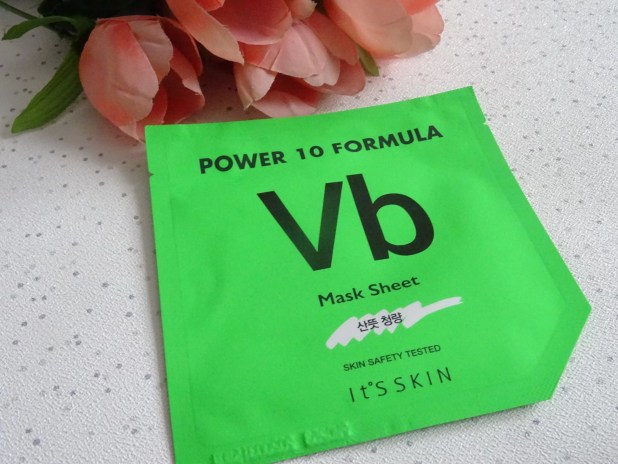 POWER 10 FORMULA
Vb
Mask Sheet
산뜻 청량
SKIN SAFETY TESTED
It'S SKIN